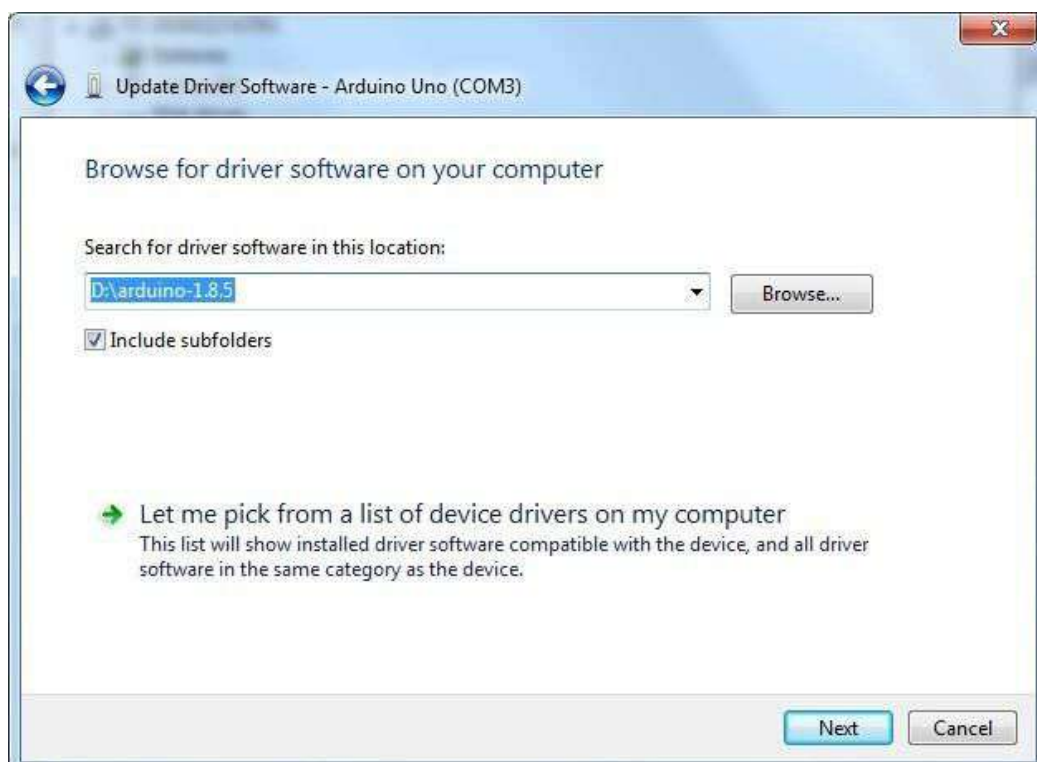 Update Driver Software - Arduino Uno (COM3)
Browse for driver software on your computer
Search for driver software in this location:
D:\arduino-1.8.5
Browse...
Include subfolders
Let me pick from a list of device drivers on my computer
This list will show installed driver software compatible with the device, and all driver
software in the same category as the device.
Next
Cancel